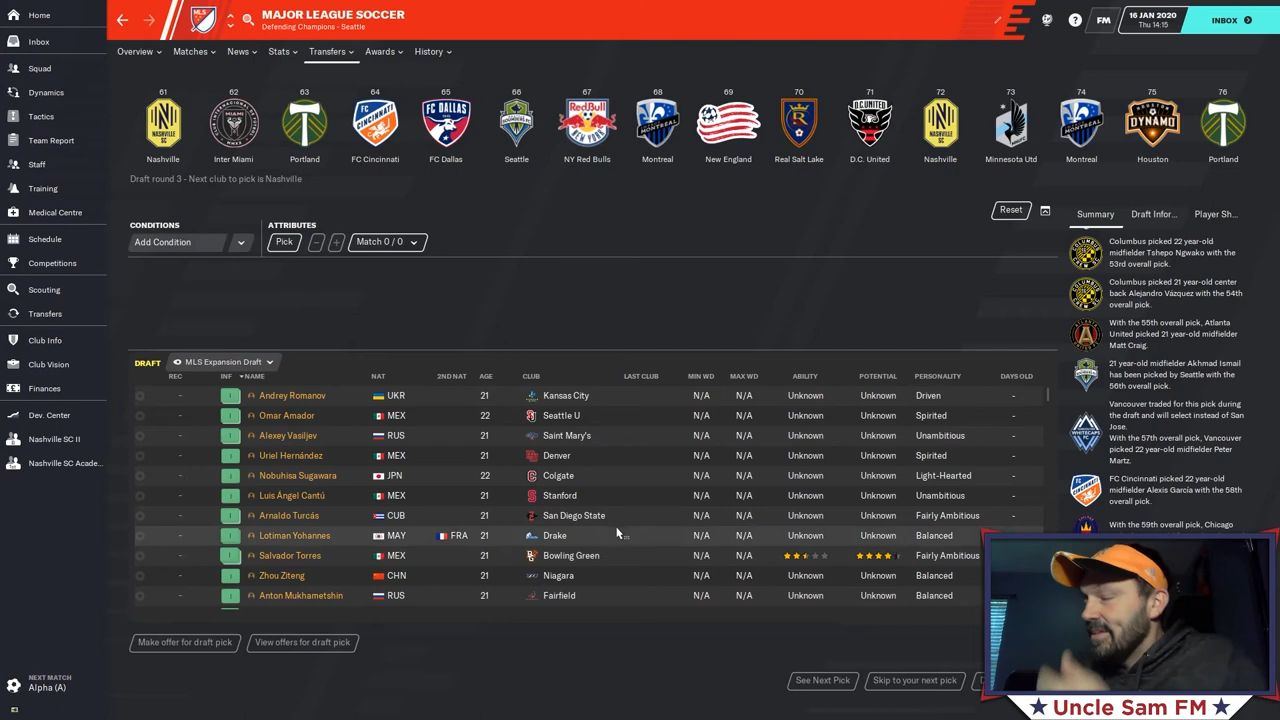 Home
MAJOR LEAGUE SOCCER
Defending Champions - Seattle
FM
16 JAN 2020
Thu 14:15
INBOX
Inbox
Overview Matches News Stats Transfers Awards History
Squad
Dynamics
Tactics
Team Report
Staff
Training
Medical Centre
Schedule
Competitions
Scouting
Transfers
Club Info
Club Vision
Finances
Dev. Center
Nashville SC II
Nashville SC Acade...
NEXT MATCH
Alpha (A)
61 62 63 64 65 66 67 68 69 70 71 72 73 74 75 76
Nashville Inter Miami Portland FC Cincinnati FC Dallas Seattle NY Red Bulls Montreal New England Real Salt Lake D.C. United Nashville Minnesota Utd Montreal Houston Portland
Draft round 3 - Next club to pick is Nashville
CONDITIONS ATTRIBUTES
Add Condition Pick Match 0 / 0
Reset
DRAFT MLS Expansion Draft
REC INF NAME NAT 2ND NAT AGE CLUB LAST CLUB MIN WD MAX WD ABILITY POTENTIAL PERSONALITY DAYS OLD
- I Andrey Romanov UKR 21 Kansas City N/A N/A Unknown Unknown Driven -
- I Omar Amador MEX 22 Seattle U N/A N/A Unknown Unknown Spirited -
- I Alexey Vasiljev RUS 21 Saint Mary's N/A N/A Unknown Unknown Unambitious -
- I Uriel Hernández MEX 21 Denver N/A N/A Unknown Unknown Spirited -
- I Nobuhisa Sugawara JPN 22 Colgate N/A N/A Unknown Unknown Light-Hearted -
- I Luis Ángel Cantú MEX 21 Stanford N/A N/A Unknown Unknown Unambitious -
- I Arnaldo Turcás CUB 21 San Diego State N/A N/A Unknown Unknown Fairly Ambitious -
- I Lotiman Yohannes MAY FRA 21 Drake N/A N/A Unknown Unknown Balanced -
- I Salvador Torres MEX 21 Bowling Green N/A N/A Fairly Ambitious -
- I Zhou Ziteng CHN 21 Niagara N/A N/A Unknown Unknown Balanced -
- I Anton Mukhametshin RUS 21 Fairfield N/A N/A Unknown Unknown Balanced
Make offer for draft pick View offers for draft pick
See Next Pick Skip to your next pick
Summary Draft Infor... Player Sh...
Columbus picked 22 year-old
midfielder Tshepo Ngwako with the
53rd overall pick.
Columbus picked 21 year-old center
back Alejandro Vázquez with the 54th
overall pick.
With the 55th overall pick, Atlanta
United picked 21 year-old midfielder
Matt Craig.
21 year-old midfielder Akhmad Ismail
has been picked by Seattle with the
56th overall pick.
Vancouver traded for this pick during
the draft and will select instead of San
Jose.
With the 57th overall pick, Vancouver
picked 22 year-old midfielder Peter
Martz.
FC Cincinnati picked 22 year-old
midfielder Alexis García with the 58th
overall pick.
With the 59th overall pick, Chicago
Uncle Sam FM